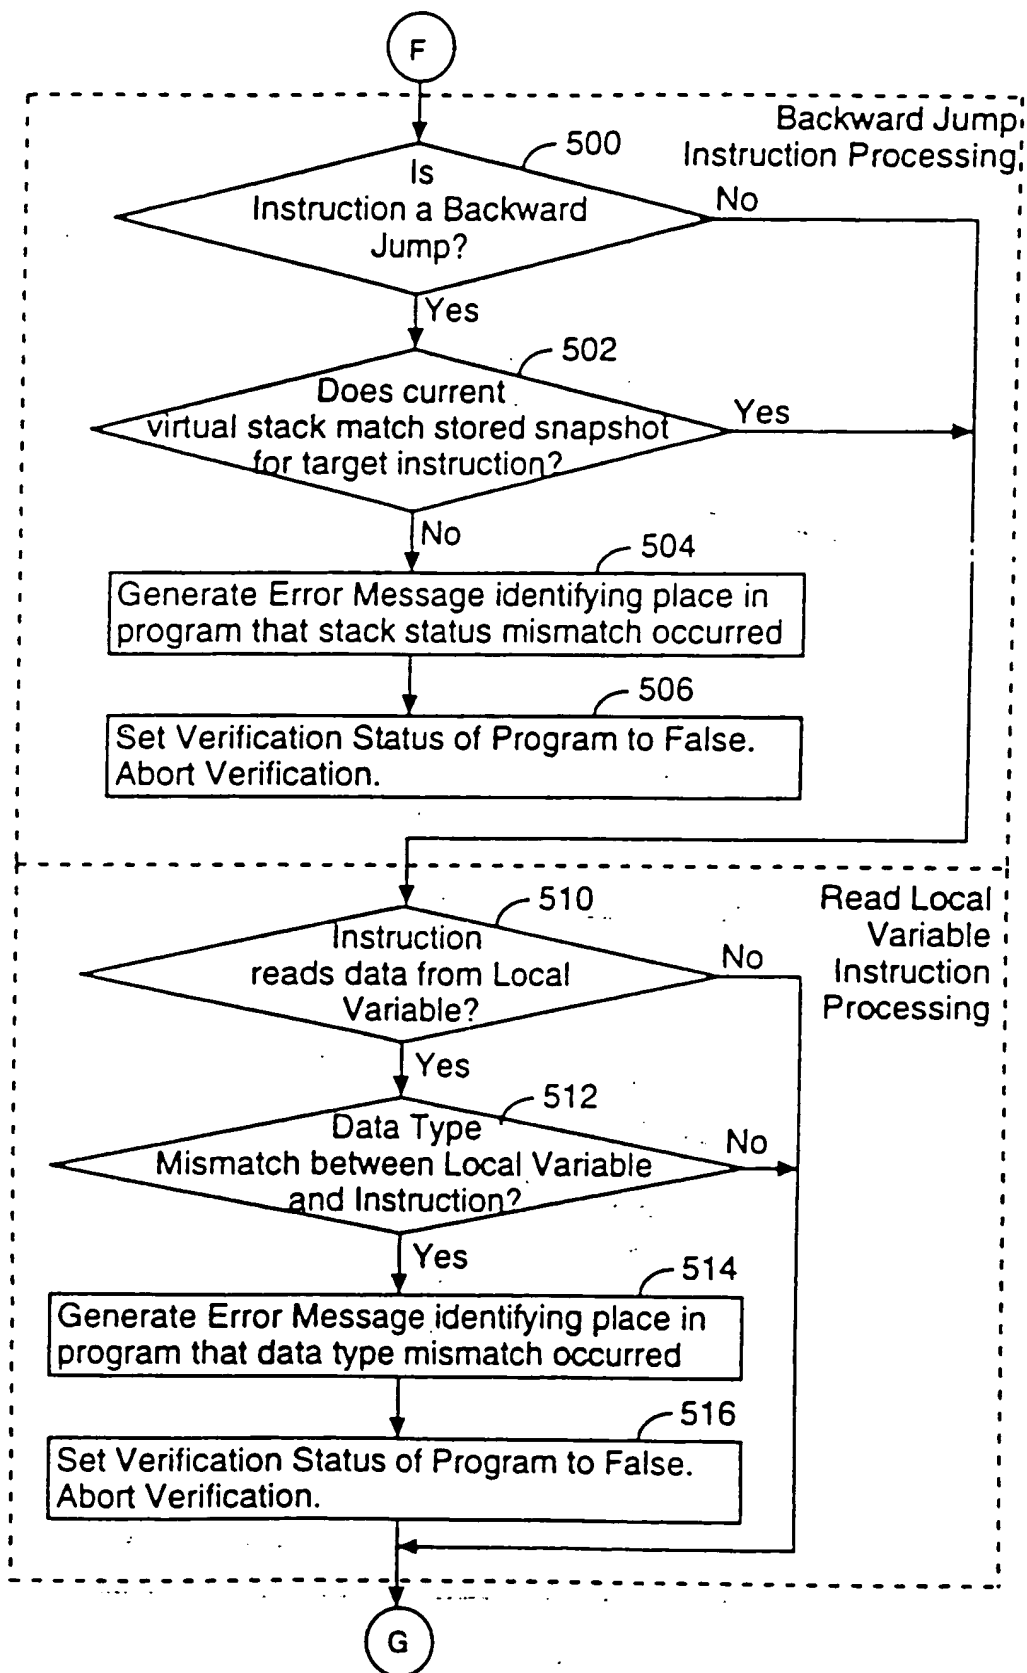 F
Backward Jump
Instruction Processing
500
Is
Instruction a Backward
Jump?
No
Yes
502
Does current
virtual stack match stored snapshot
for target instruction?
Yes
No
504
Generate Error Message identifying place in
program that stack status mismatch occurred
506
Set Verification Status of Program to False.
Abort Verification.
Read Local
Variable
Instruction
Processing
510
Instruction
reads data from Local
Variable?
No
Yes
512
Data Type
Mismatch between Local Variable
and Instruction?
No
Yes
514
Generate Error Message identifying place in
program that data type mismatch occurred
516
Set Verification Status of Program to False.
Abort Verification.
G